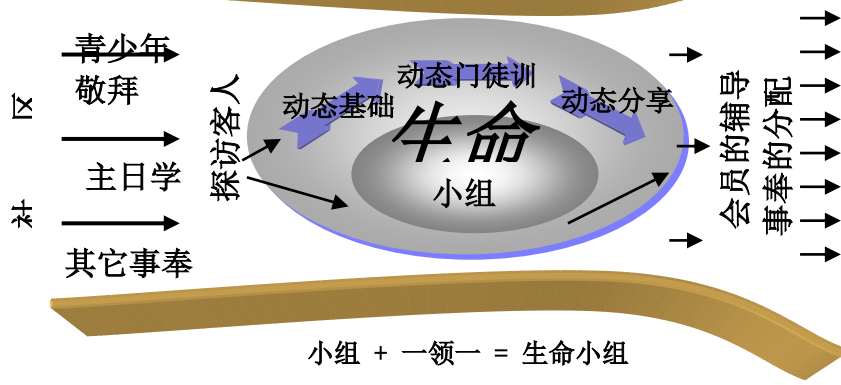 青少年
敬拜
主日学
其它事奉
区
社
探访客人
动态基础
动态门徒训
动态分享
生命
小组
会员的辅导
事奉的分配
小组 + 一领一 = 生命小组